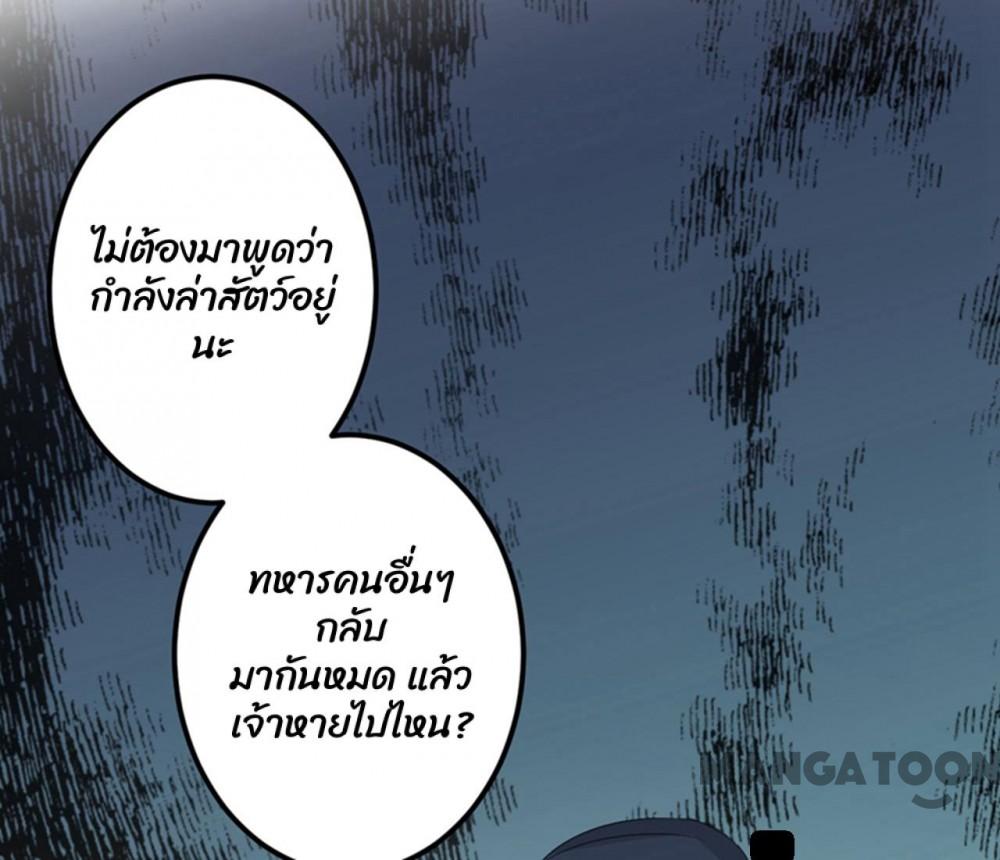 ไม่ต้องมาพูดว่า
กำลังล่าสัตว์อยู่
นะ
ทหารคนอื่นๆ
กลับ
มากันหมด แล้ว
เจ้าหายไปไหน?
MANGATOON